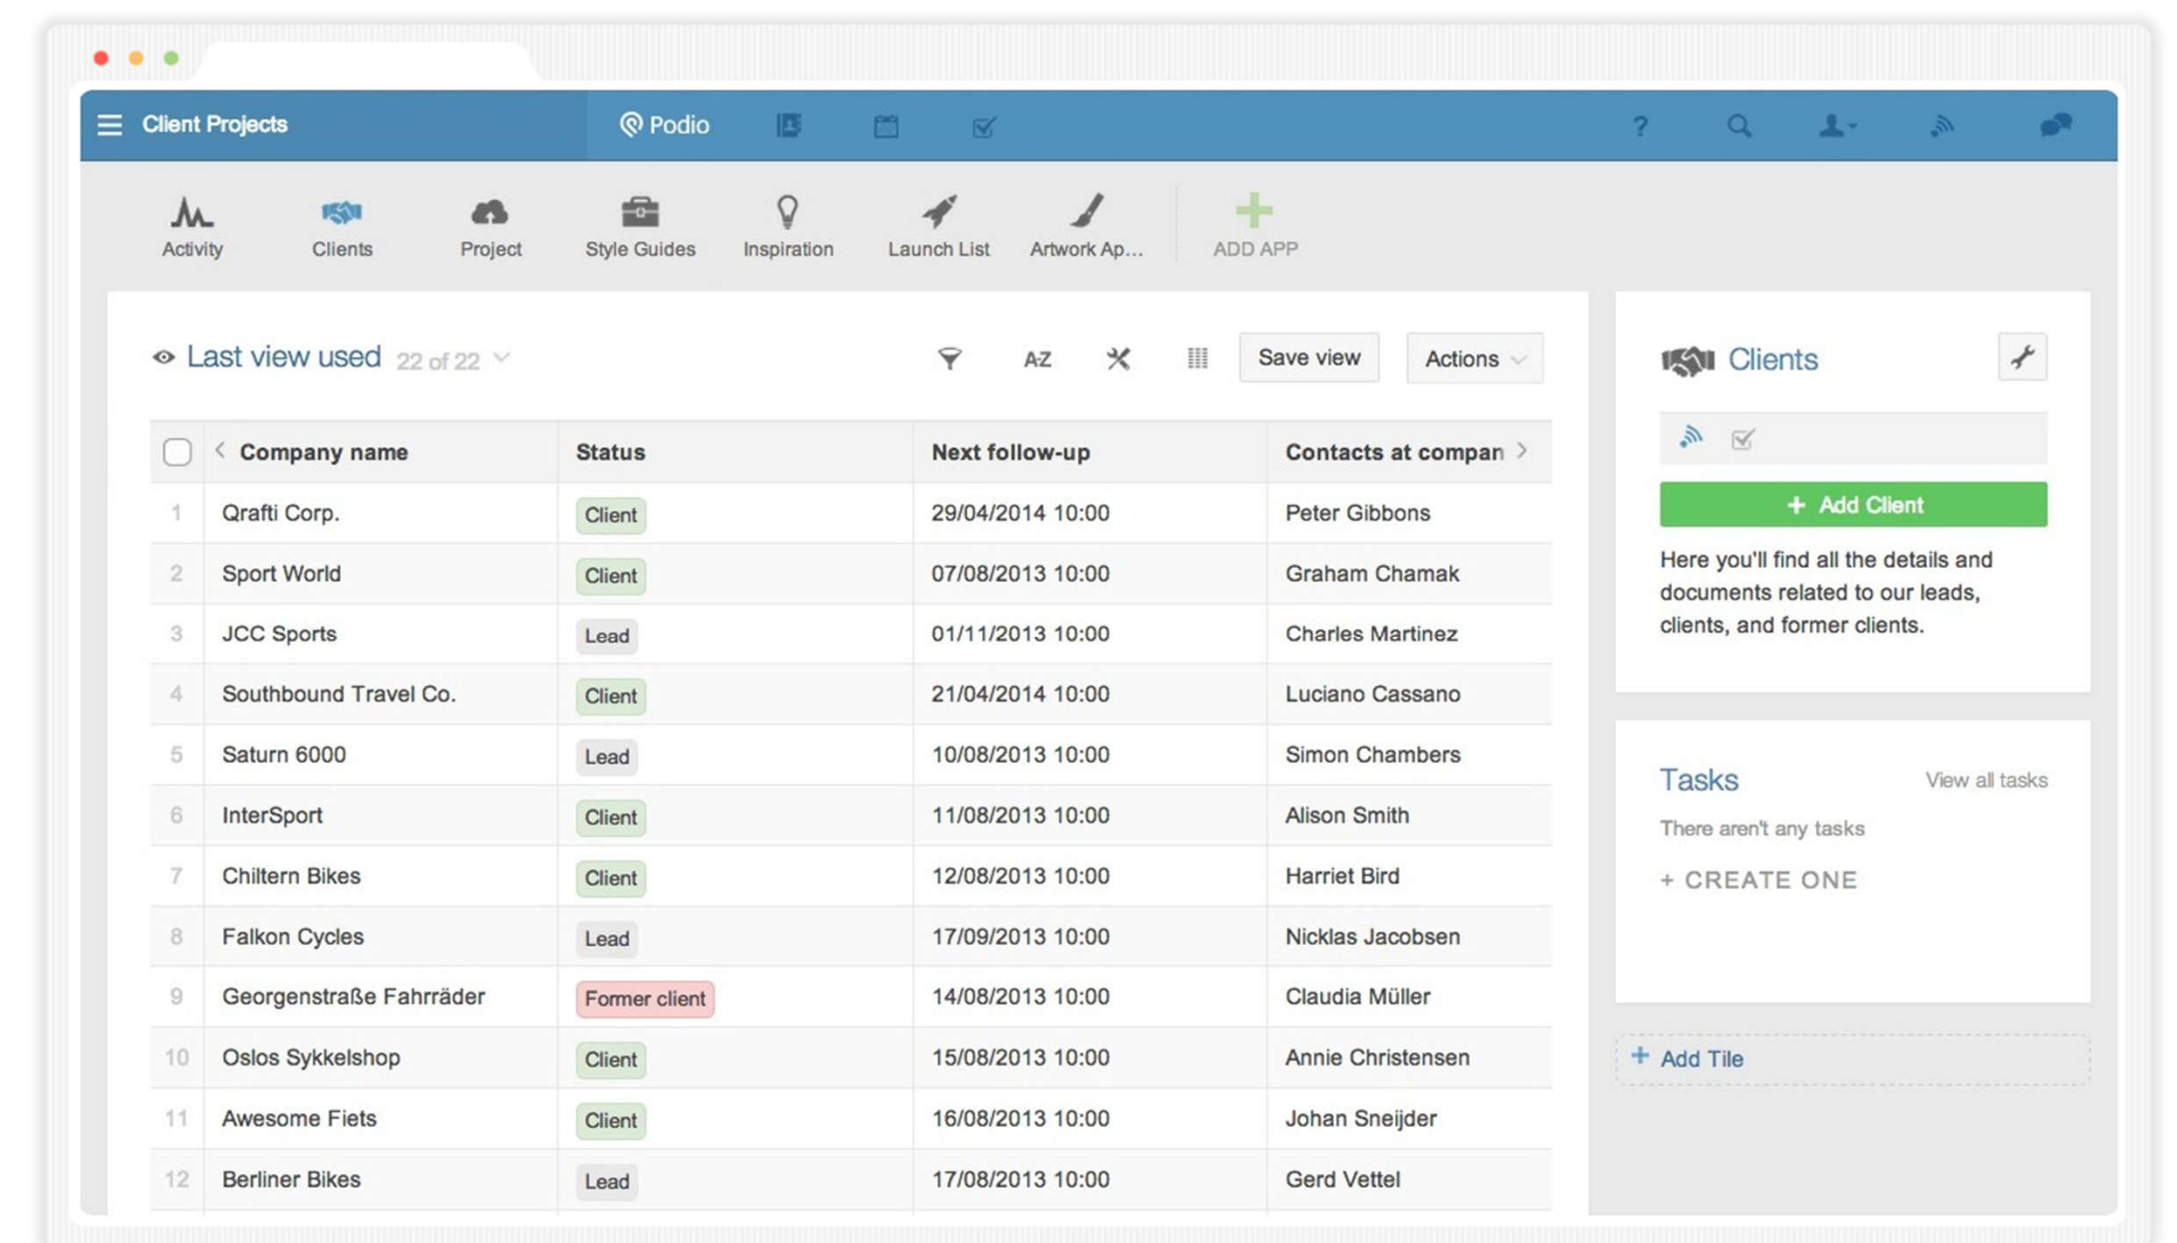 Client Projects
Podio
?
Activity
Clients
Project
Style Guides
Inspiration
Launch List
Artwork Ap...
ADD APP
Last view used 22 of 22
A-Z
Save view
Actions
Company name Status Next follow-up Contacts at compan
1 Qrafti Corp. Client 29/04/2014 10:00 Peter Gibbons
2 Sport World Client 07/08/2013 10:00 Graham Chamak
3 JCC Sports Lead 01/11/2013 10:00 Charles Martinez
4 Southbound Travel Co. Client 21/04/2014 10:00 Luciano Cassano
5 Saturn 6000 Lead 10/08/2013 10:00 Simon Chambers
6 InterSport Client 11/08/2013 10:00 Alison Smith
7 Chiltern Bikes Client 12/08/2013 10:00 Harriet Bird
8 Falkon Cycles Lead 17/09/2013 10:00 Nicklas Jacobsen
9 Georgenstraße Fahrräder Former client 14/08/2013 10:00 Claudia Müller
10 Oslos Sykkelshop Client 15/08/2013 10:00 Annie Christensen
11 Awesome Fiets Client 16/08/2013 10:00 Johan Sneijder
12 Berliner Bikes Lead 17/08/2013 10:00 Gerd Vettel
Clients
+ Add Client
Here you'll find all the details and
documents related to our leads,
clients, and former clients.
Tasks
View all tasks
There aren't any tasks
+ CREATE ONE
+ Add Tile